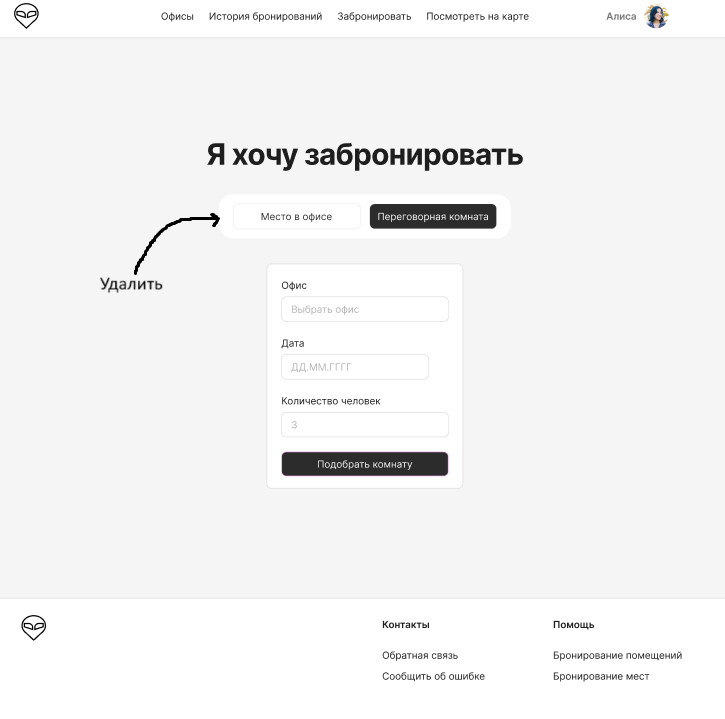 Офисы История бронирований Забронировать Посмотреть на карте Алиса
Я хочу забронировать
Место в офисе Переговорная комната
Удалить
Офис
Выбрать офис
Дата
ДД.ММ.ГГГГ
Количество человек
3
Подобрать комнату
Контакты Помощь
Обратная связь Бронирование помещений
Сообщить об ошибке Бронирование мест